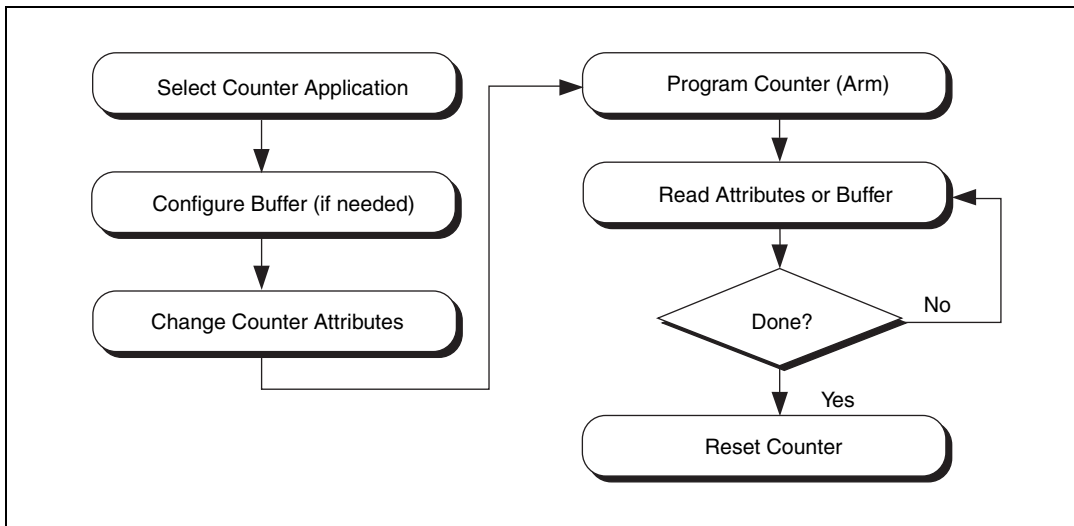 Select Counter Application
Configure Buffer (if needed)
Change Counter Attributes
Program Counter (Arm)
Read Attributes or Buffer
Done?
No
Yes
Reset Counter